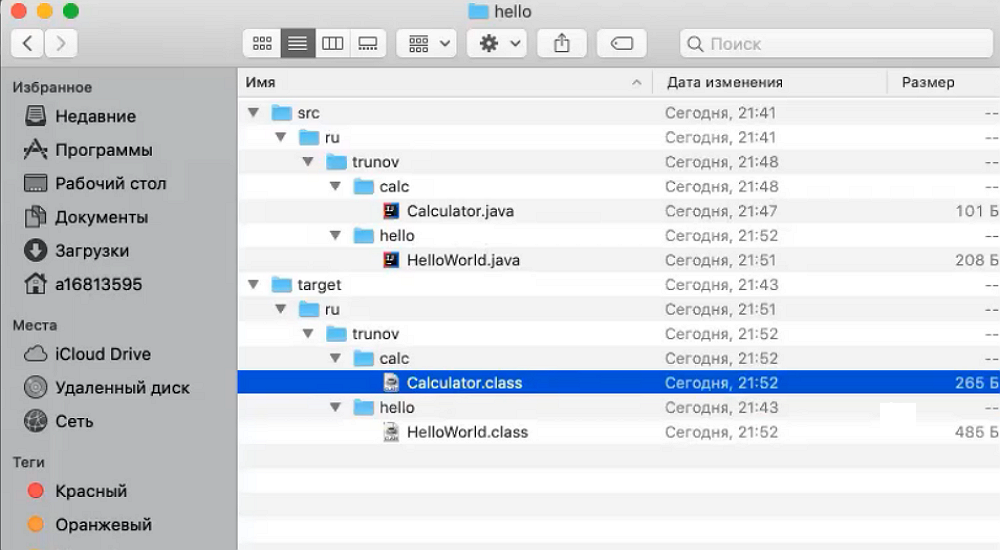 hello
Поиск
Избранное
Недавние
Программы
Рабочий стол
Документы
Загрузки
a16813595
Места
iCloud Drive
Удаленный диск
Сеть
Теги
Красный
Оранжевый
Имя Дата изменения Размер
src Сегодня, 21:41 --
ru Сегодня, 21:41 --
trunov Сегодня, 21:48 --
calc Сегодня, 21:48 --
Calculator.java Сегодня, 21:47 101 Б
hello Сегодня, 21:52 --
HelloWorld.java Сегодня, 21:51 208 Б
target Сегодня, 21:43 --
ru Сегодня, 21:51 --
trunov Сегодня, 21:52 --
calc Сегодня, 21:52 --
Calculator.class Сегодня, 21:52 265 Б
hello Сегодня, 21:43 --
HelloWorld.class Сегодня, 21:52 485 Б